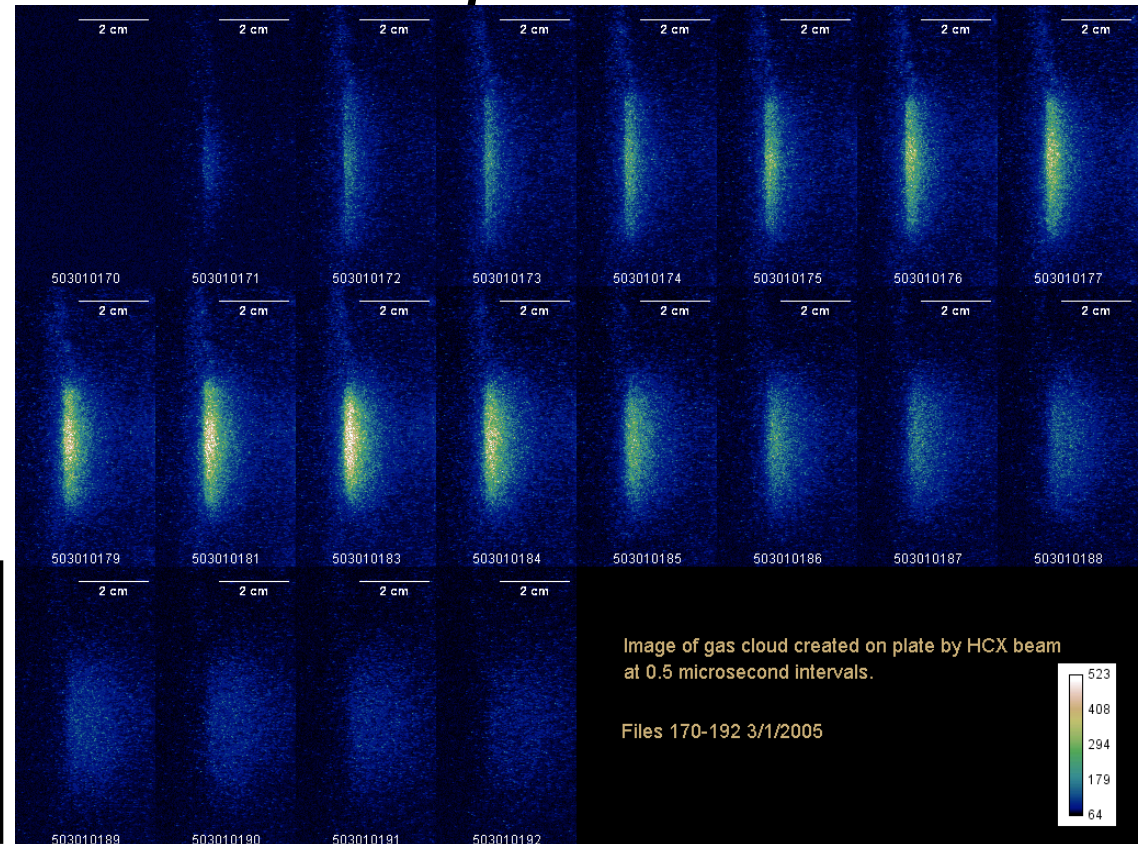 2 cm 2 cm 2 cm 2 cm 2 cm 2 cm 2 cm 2 cm
503010170 503010171 503010172 503010173 503010174 503010175 503010176 503010177
2 cm 2 cm 2 cm 2 cm 2 cm 2 cm 2 cm 2 cm
503010179 503010181 503010183 503010184 503010185 503010186 503010187 503010188
2 cm 2 cm 2 cm 2 cm
503010189 503010190 503010191 503010192
Image of gas cloud created on plate by HCX beam
at 0.5 microsecond intervals.
Files 170-192 3/1/2005
523
408
294
179
64